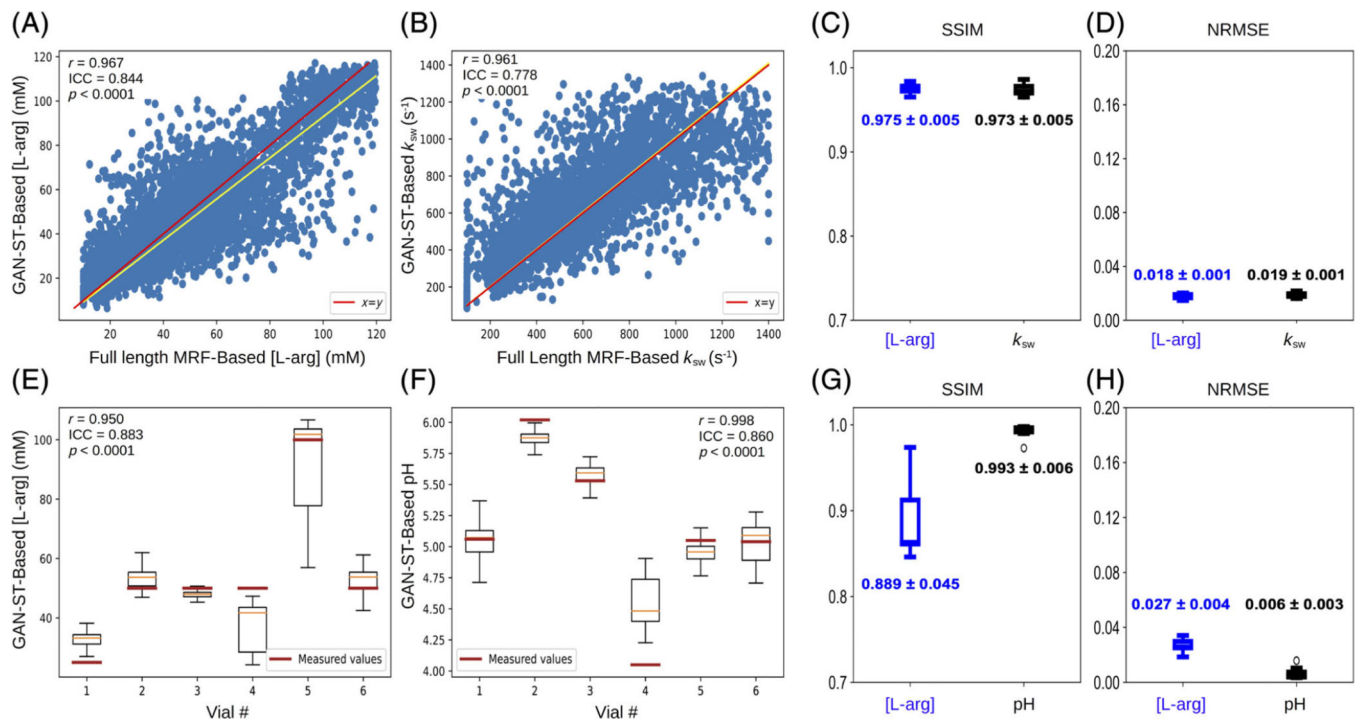 (A)
r = 0.967
ICC = 0.844
p < 0.0001
GAN-ST-Based [L-arg] (mM)
120
100
80
60
40
20
x=y
20 40 60 80 100 120
Full length MRF-Based [L-arg] (mM)
(B)
r = 0.961
ICC = 0.778
p < 0.0001
GAN-ST-Based ksw (s-1)
1400
1200
1000
800
600
400
200
x=y
200 400 600 800 1000 1200 1400
Full Length MRF-Based ksw (s-1)
(C)
SSIM
1.0
0.9
0.8
0.7
0.975 ± 0.005 0.973 ± 0.005
[L-arg] ksw
(D)
NRMSE
0.20
0.16
0.12
0.08
0.04
0.00
0.018 ± 0.001 0.019 ± 0.001
[L-arg] ksw
(E)
r = 0.950
ICC = 0.883
p < 0.0001
GAN-ST-Based [L-arg] (mM)
100
80
60
40
Measured values
1 2 3 4 5 6
Vial #
(F)
r = 0.998
ICC = 0.860
p < 0.0001
GAN-ST-Based pH
6.00
5.75
5.50
5.25
5.00
4.75
4.50
4.25
4.00
Measured values
1 2 3 4 5 6
Vial #
(G)
SSIM
1.0
0.9
0.8
0.7
0.993 ± 0.006
0.889 ± 0.045
[L-arg] pH
(H)
NRMSE
0.20
0.16
0.12
0.08
0.04
0.00
0.027 ± 0.004 0.006 ± 0.003
[L-arg] pH